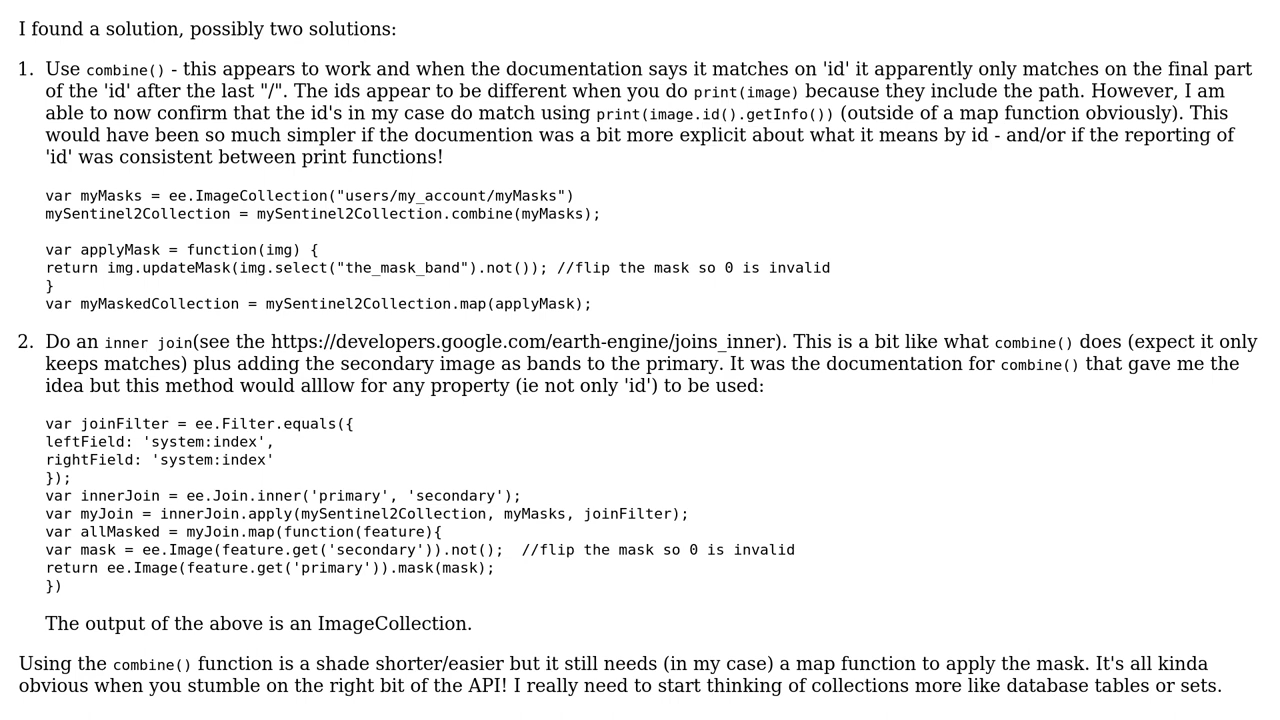 I found a solution, possibly two solutions:
1. Use combine() - this appears to work and when the documentation says it matches on 'id' it apparently only matches on the final part
of the 'id' after the last "/". The ids appear to be different when you do print(image) because they include the path. However, I am
able to now confirm that the id's in my case do match using print(image.id().getInfo()) (outside of a map function obviously). This
would have been so much simpler if the documention was a bit more explicit about what it means by id - and/or if the reporting of
'id' was consistent between print functions!
var myMasks = ee.ImageCollection("users/my_account/myMasks")
mySentinel2Collection = mySentinel2Collection.combine(myMasks);
var applyMask = function(img) {
return img.updateMask(img.select("the_mask_band").not()); //flip the mask so 0 is invalid
}
var myMaskedCollection = mySentinel2Collection.map(applyMask);
2. Do an inner join(see the https://developers.google.com/earth-engine/joins_inner). This is a bit like what combine() does (expect it only
keeps matches) plus adding the secondary image as bands to the primary. It was the documentation for combine() that gave me the
idea but this method would alllow for any property (ie not only 'id') to be used:
var joinFilter = ee.Filter.equals({
leftField: 'system:index',
rightField: 'system:index'
});
var innerJoin = ee.Join.inner('primary', 'secondary');
var myJoin = innerJoin.apply(mySentinel2Collection, myMasks, joinFilter);
var allMasked = myJoin.map(function(feature){
var mask = ee.Image(feature.get('secondary')).not();  //flip the mask so 0 is invalid
return ee.Image(feature.get('primary')).mask(mask);
})
The output of the above is an ImageCollection.
Using the combine() function is a shade shorter/easier but it still needs (in my case) a map function to apply the mask. It's all kinda
obvious when you stumble on the right bit of the API! I really need to start thinking of collections more like database tables or sets.